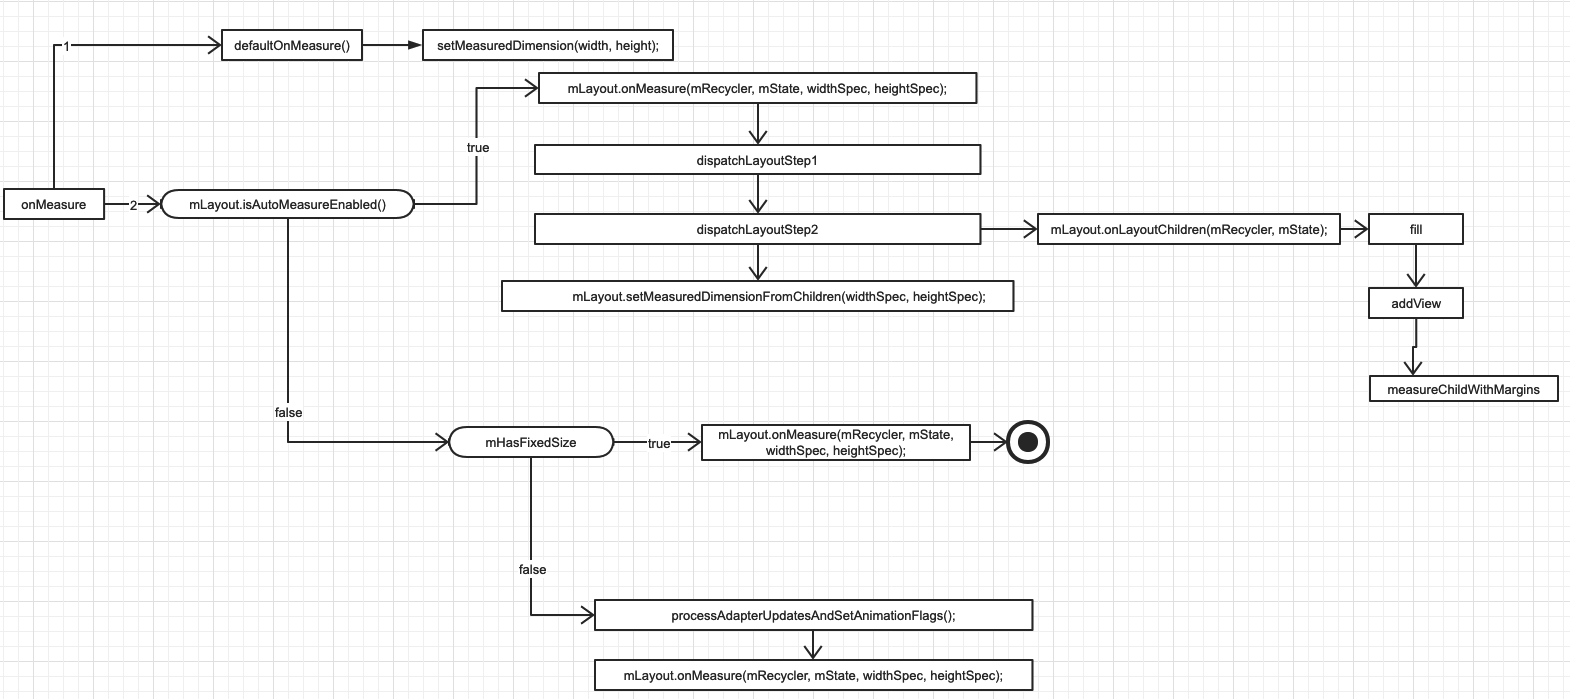 1
defaultOnMeasure()
setMeasuredDimension(width, height);
mLayout.onMeasure(mRecycler, mState, widthSpec, heightSpec);
true
dispatchLayoutStep1
onMeasure
2
mLayout.isAutoMeasureEnabled()
dispatchLayoutStep2
mLayout.onLayoutChildren(mRecycler, mState);
fill
mLayout.setMeasuredDimensionFromChildren(widthSpec, heightSpec);
addView
measureChildWithMargins
false
mHasFixedSize
true
mLayout.onMeasure(mRecycler, mState,
widthSpec, heightSpec);
false
processAdapterUpdatesAndSetAnimationFlags();
mLayout.onMeasure(mRecycler, mState, widthSpec, heightSpec);